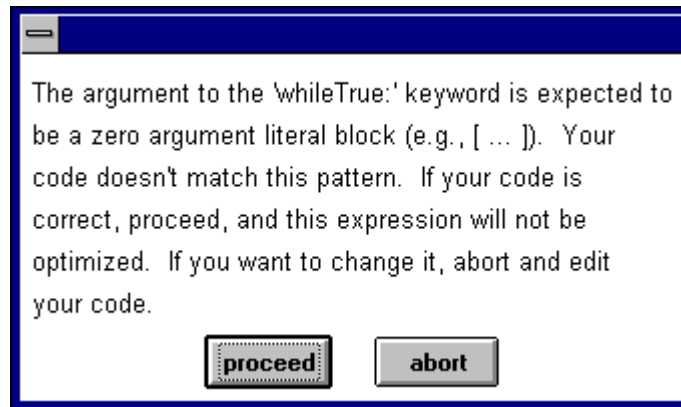 The argument to the 'whileTrue:' keyword is expected to
be a zero argument literal block (e.g., [ ... ]).  Your
code doesn't match this pattern.  If your code is
correct, proceed, and this expression will not be
optimized.  If you want to change it, abort and edit
your code.
proceed abort